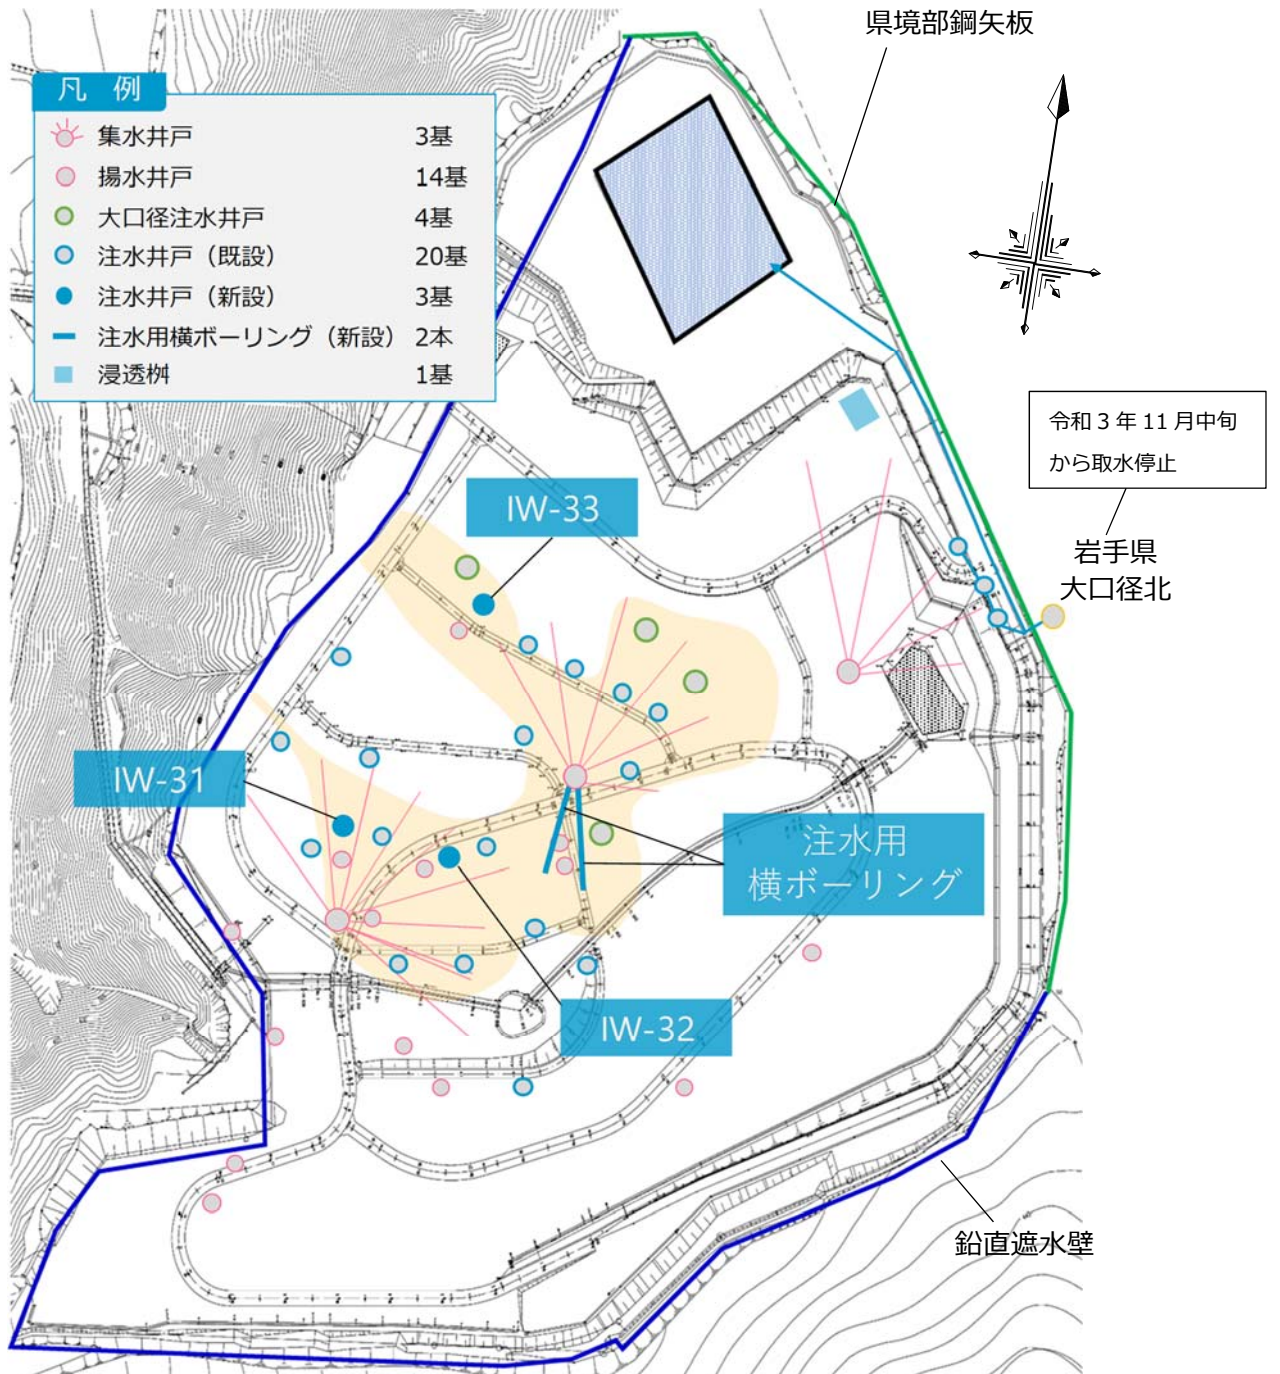 県境部鋼矢板
凡 例
集水井戸 3基
揚水井戸 14基
大口径注水井戸 4基
注水井戸（既設） 20基
注水井戸（新設） 3基
注水用横ボーリング（新設） 2本
浸透桝 1基
令和 3 年 11 月中旬
から取水停止
岩手県
大口径北
IW-33
IW-31
注水用
横ボーリング
IW-32
鉛直遮水壁